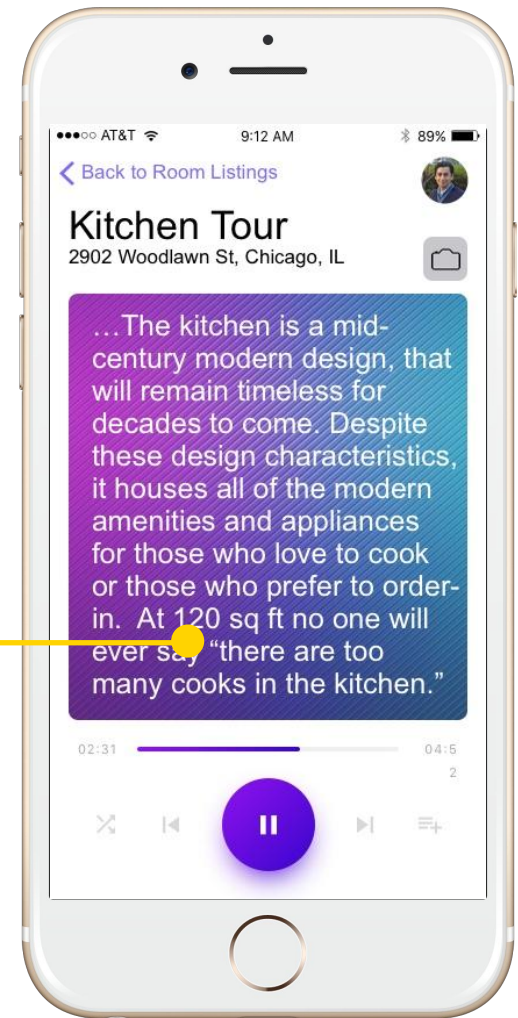 AT&T 9:12 AM 89%
Back to Room Listings
Kitchen Tour
2902 Woodlawn St, Chicago, IL
…The kitchen is a mid-
century modern design, that
will remain timeless for
decades to come. Despite
these design characteristics,
it houses all of the modern
amenities and appliances
for those who love to cook
or those who prefer to order-
in. At 120 sq ft no one will
ever say “there are too
many cooks in the kitchen.”
02:31 04:5
2